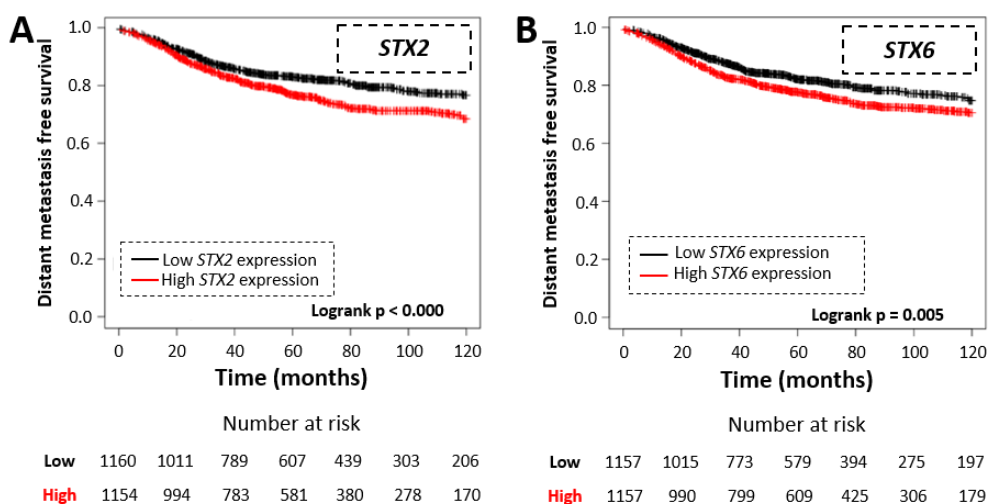 A
STX2
Distant metastasis free survival
1.0
0.8
0.6
0.4
0.2
0.0
Low STX2 expression
High STX2 expression
Logrank p < 0.000
0 20 40 60 80 100 120
Time (months)
Number at risk
Low 1160 1011 789 607 439 303 206
High 1154 994 783 581 380 278 170
B
STX6
Distant metastasis free survival
1.0
0.8
0.6
0.4
0.2
0.0
Low STX6 expression
High STX6 expression
Logrank p = 0.005
0 20 40 60 80 100 120
Time (months)
Number at risk
Low 1157 1015 773 579 394 275 197
High 1157 990 799 609 425 306 179